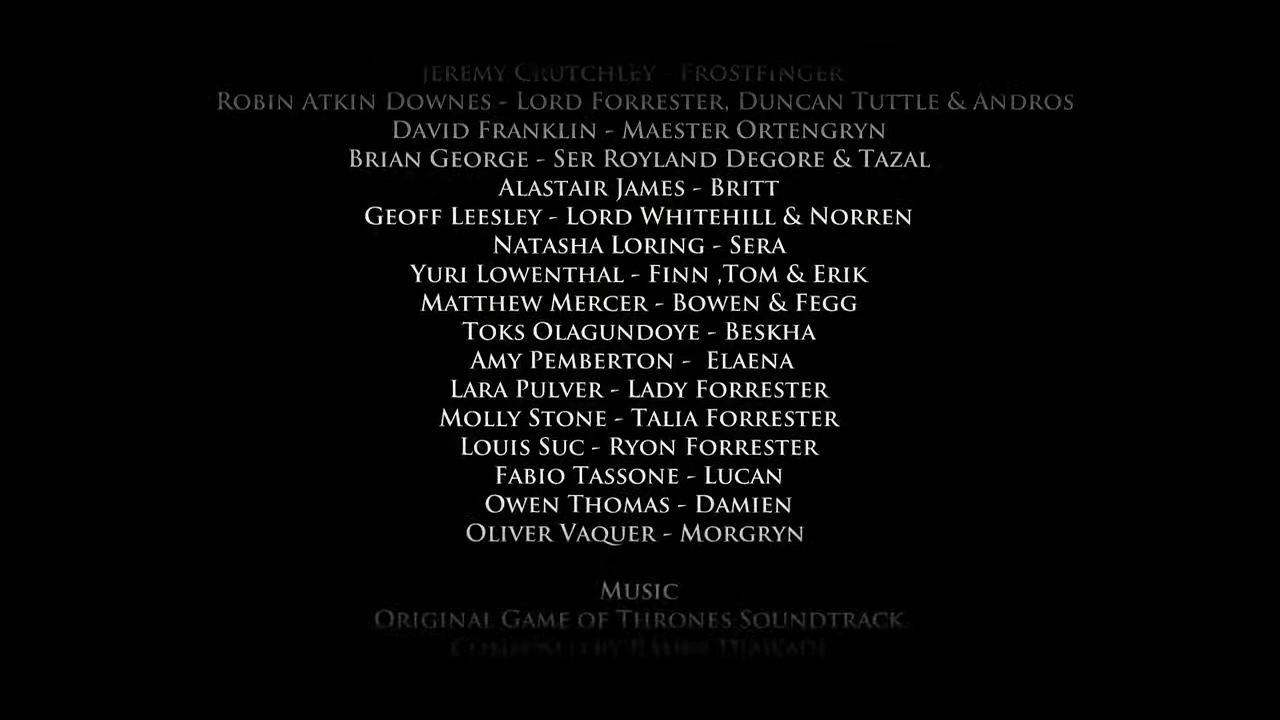 Jeremy Crutchley - Frostfinger
Robin Atkin Downes - Lord Forrester, Duncan Tuttle & Andros
David Franklin - Maester Ortengryn
Brian George - Ser Royland Degore & Tazal
Alastair James - Britt
Geoff Leesley - Lord Whitehill & Norren
Natasha Loring - Sera
Yuri Lowenthal - Finn ,Tom & Erik
Matthew Mercer - Bowen & Fegg
Toks Olagundoye - Beskha
Amy Pemberton -  Elaena
Lara Pulver - Lady Forrester
Molly Stone - Talia Forrester
Louis Suc - Ryon Forrester
Fabio Tassone - Lucan
Owen Thomas - Damien
Oliver Vaquer - Morgryn
Music
Original Game of Thrones Soundtrack